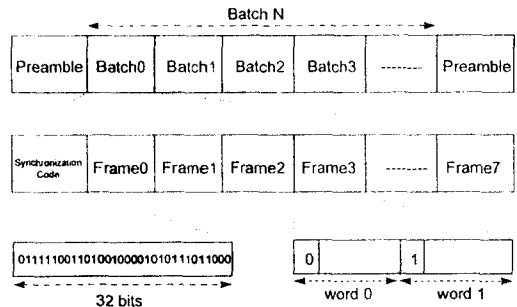 Batch N
Preamble Batch0 Batch1 Batch2 Batch3 ------- Preamble
Synchronization Code Frame0 Frame1 Frame2 Frame3 ------- Frame7
01111100110100100001010111011000 0 1
32 bits word 0 word 1